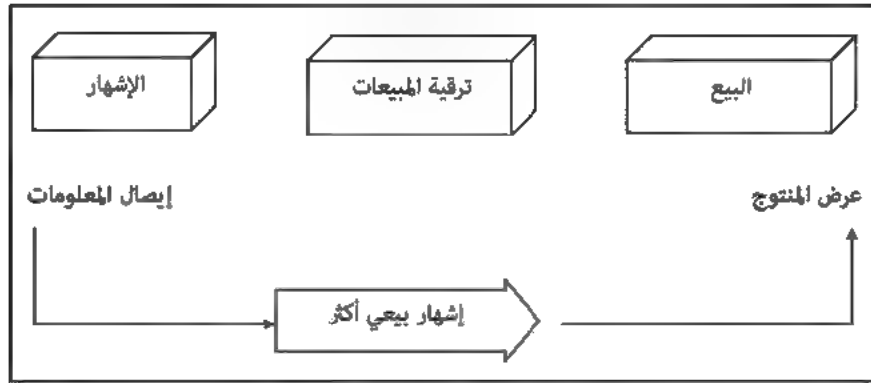 البيع
ترقية المبيعات
الإشهار
عرض المنتوج
إيصال المعلومات
إشهار بيعي أكثر